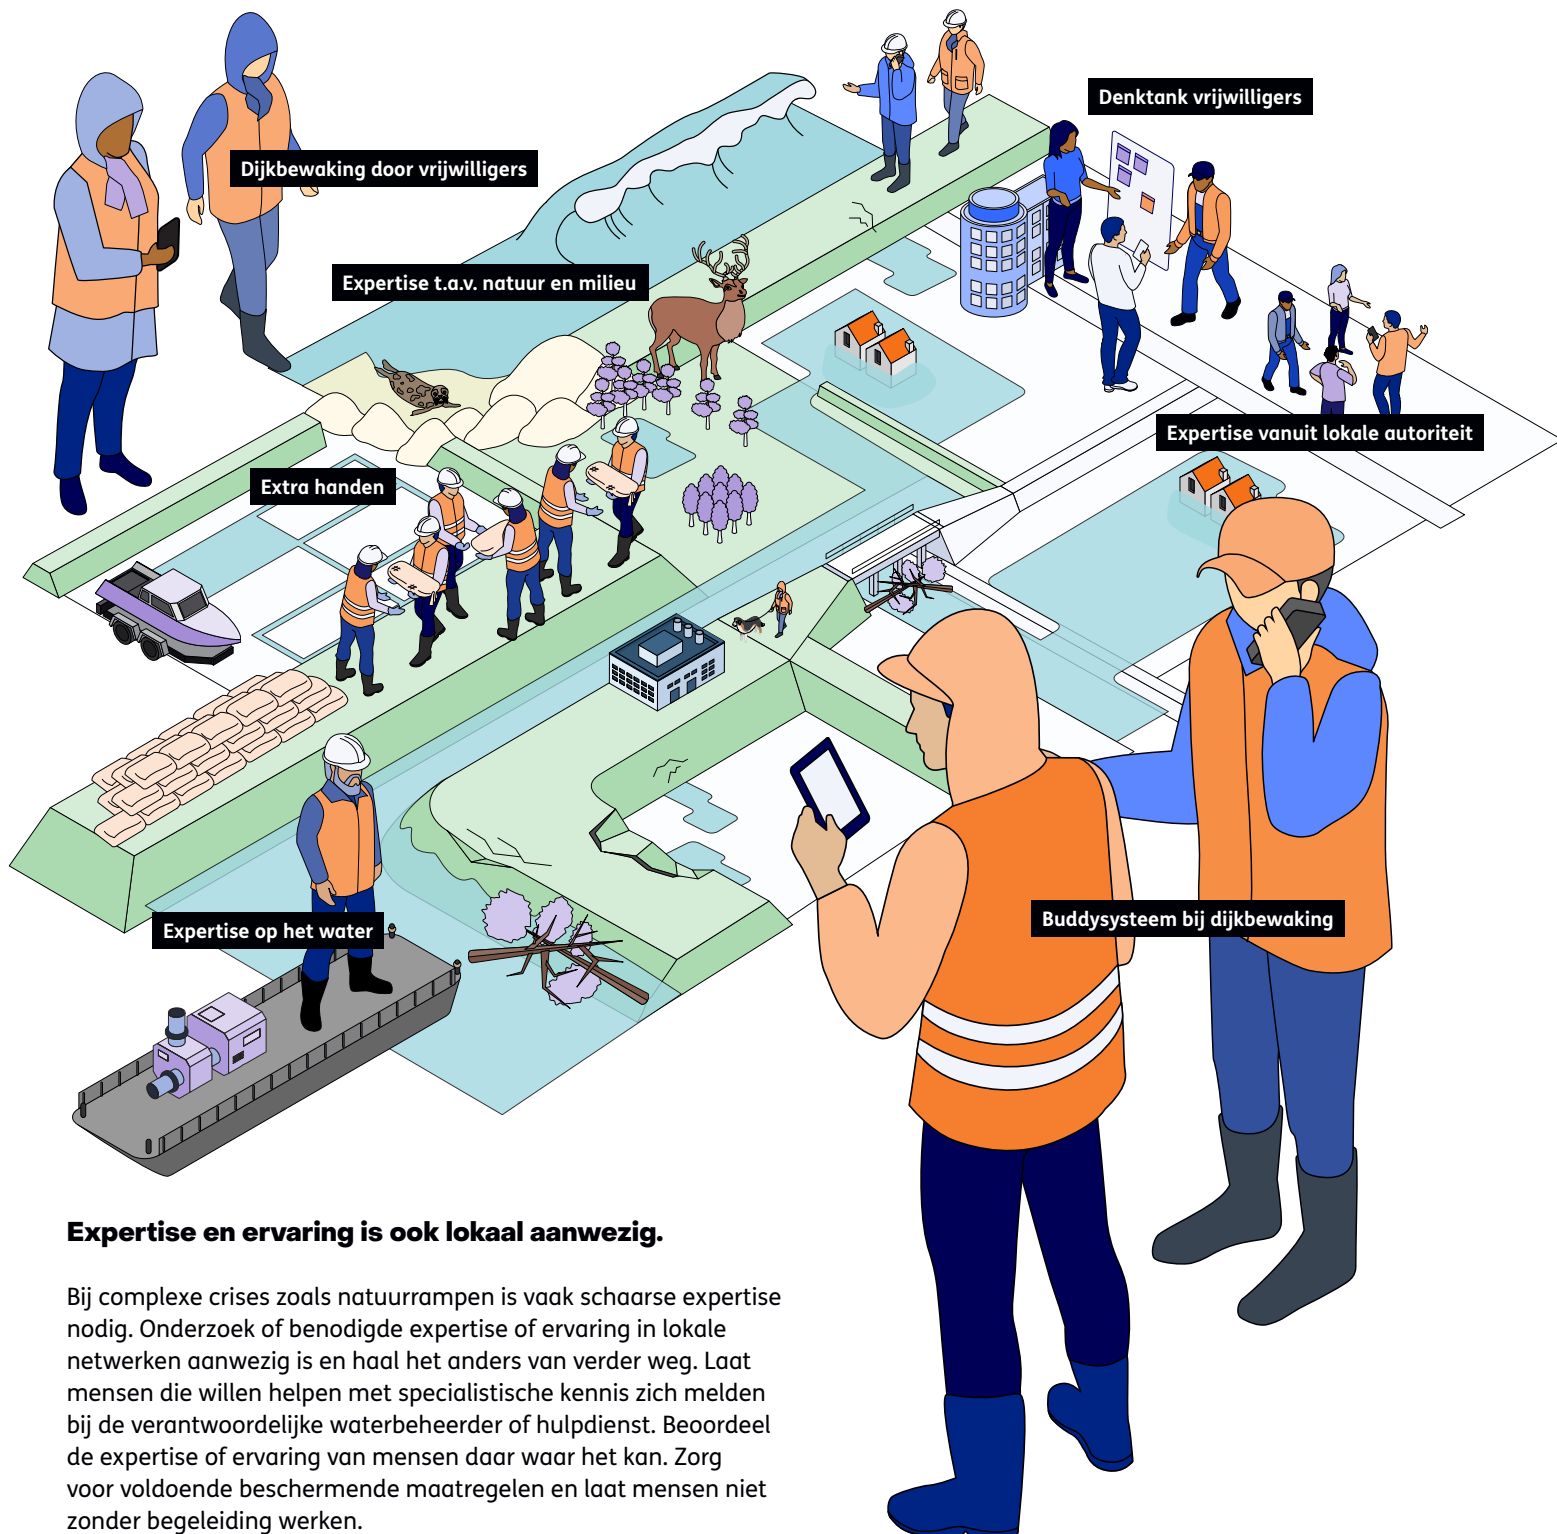 Denktank vrijwilligers
Dijkbewaking door vrijwilligers
Expertise t.a.v. natuur en milieu
Expertise vanuit lokale autoriteit
Extra handen
Buddysysteem bij dijkbewaking
Expertise op het water
Expertise en ervaring is ook lokaal aanwezig.
Bij complexe crises zoals natuurrampen is vaak schaarse expertise
nodig. Onderzoek of benodigde expertise of ervaring in lokale
netwerken aanwezig is en haal het anders van verder weg. Laat
mensen die willen helpen met specialistische kennis zich melden
bij de verantwoordelijke waterbeheerder of hulpdienst. Beoordeel
de expertise of ervaring van mensen daar waar het kan. Zorg
voor voldoende beschermende maatregelen en laat mensen niet
zonder begeleiding werken.